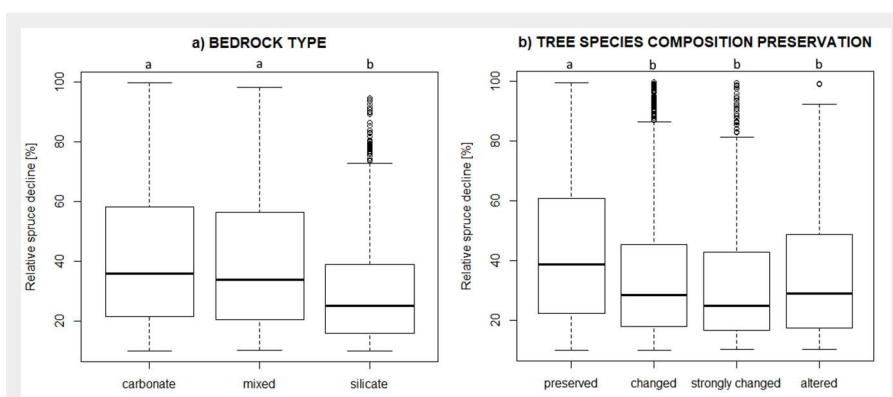 a) BEDROCK TYPE
a a b
Relative spruce decline [%]
100
80
60
40
20
carbonate mixed silicate
b) TREE SPECIES COMPOSITION PRESERVATION
a b b b
Relative spruce decline [%]
100
80
60
40
20
preserved changed strongly changed altered